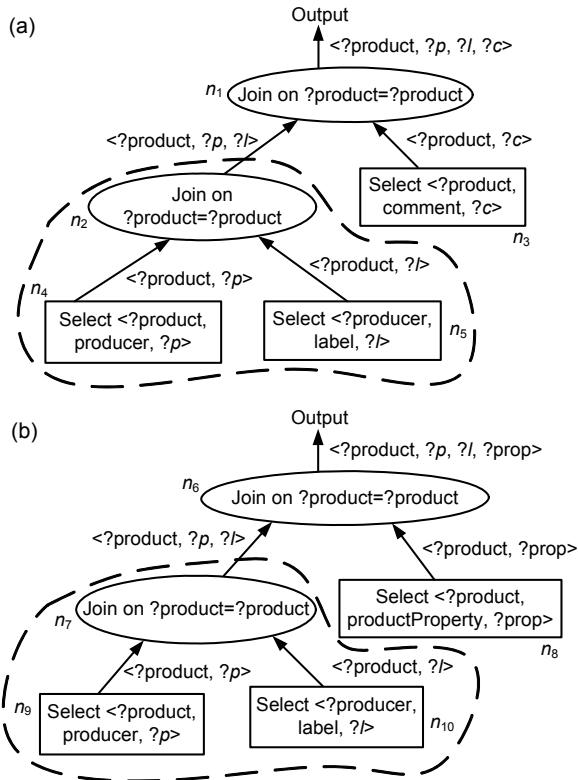 (a)
Output
<?product, ?p, ?l, ?c>
n1
Join on ?product=?product
<?product, ?p, ?l>
<?product, ?c>
Join on
?product=?product
n2
Select <?product,
comment, ?c>
n3
<?product, ?p>
<?product, ?l>
n4
Select <?product,
producer, ?p>
Select <?producer,
label, ?l>
n5
(b)
Output
<?product, ?p, ?l, ?prop>
n6
Join on ?product=?product
<?product, ?p, ?l>
<?product, ?prop>
Join on ?product=?product
n7
Select <?product,
productProperty, ?prop>
n8
<?product, ?p>
<?product, ?l>
n9
Select <?product,
producer, ?p>
Select <?producer,
label, ?l>
n10